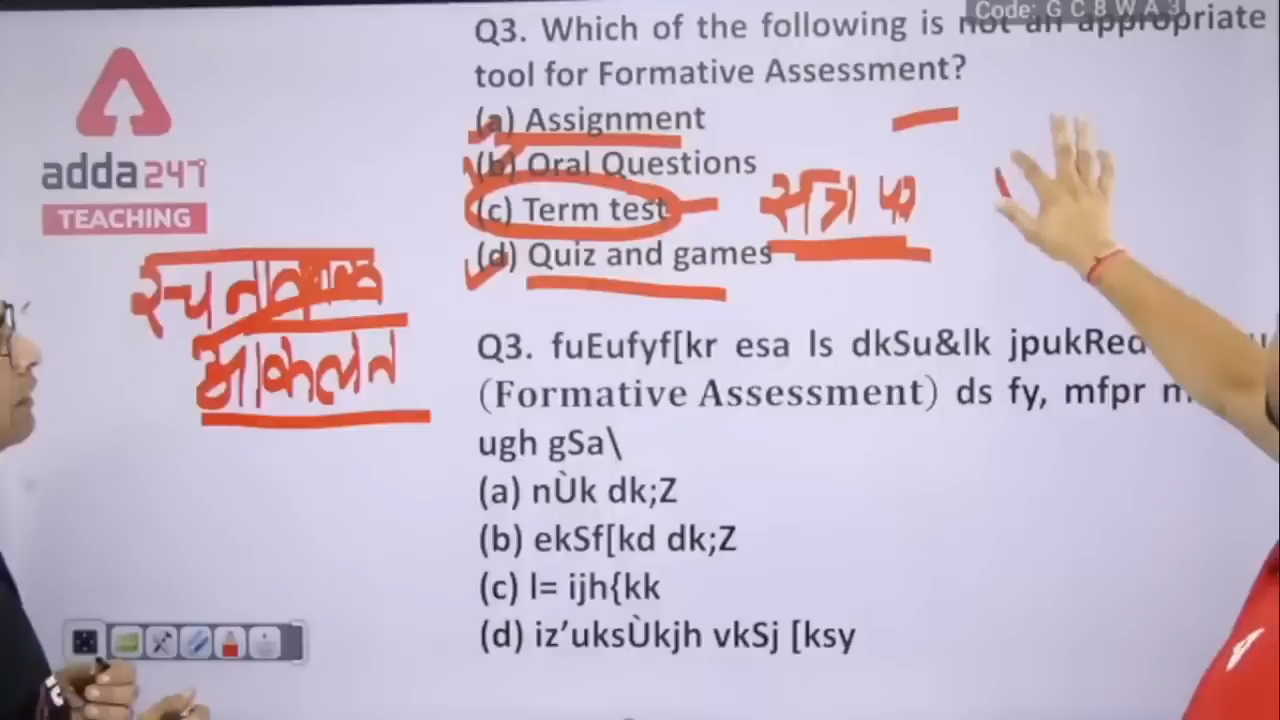 Code: G C 8 W A 3
Q3. Which of the following is not an appropriate
tool for Formative Assessment?
(a) Assignment
(b) Oral Questions
(c) Term test
(d) Quiz and games
सत्रा
adda247
TEACHING
रचनात्मक
आकलन
Q3. fuEufyf[kr esa ls dkSu&lk jpukRed
(Formative Assessment) ds fy, mfpr
ugh gSa\
(a) nÙk dk;Z
(b) ekSf[kd dk;Z
(c) l= ijh{kk
(d) iz’uksÙkjh vkSj [ksy